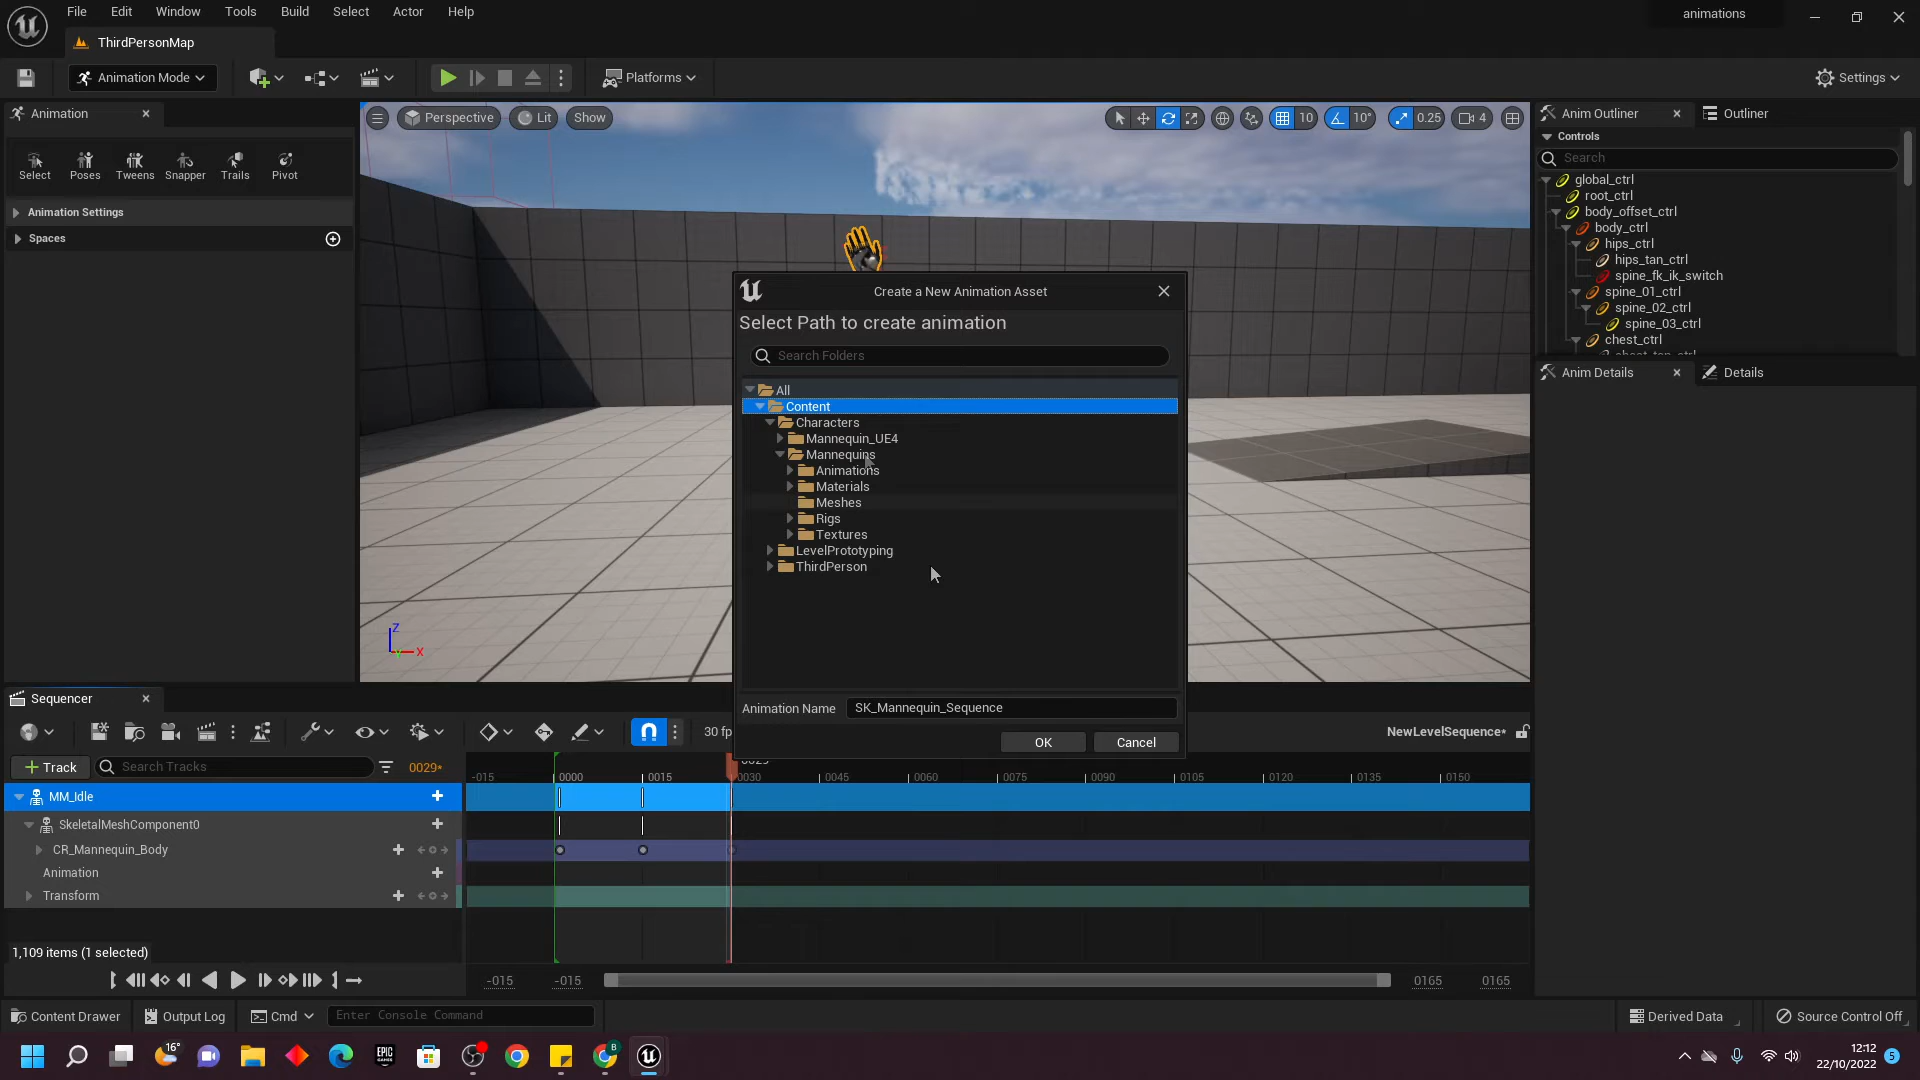 File Edit Window Tools Build Select Actor Help
animations
ThirdPersonMap
Animation Mode
Platforms
Settings
Animation
Perspective Lit Show
10 10° 0.25 4
Anim Outliner Outliner
Controls
Search
Select Poses Tweens Snapper Trails Pivot
Animation Settings
Spaces
global_ctrl
root_ctrl
body_offset_ctrl
body_ctrl
hips_ctrl
hips_tan_ctrl
spine_fk_ik_switch
spine_01_ctrl
spine_02_ctrl
spine_03_ctrl
chest_ctrl
chest_tan_ctrl
Anim Details Details
Create a New Animation Asset
Select Path to create animation
Search Folders
All
Content
Characters
Mannequin_UE4
Mannequins
Animations
Materials
Meshes
Rigs
Textures
LevelPrototyping
ThirdPerson
Animation Name SK_Mannequin_Sequence
OK Cancel
Z
X
Sequencer
30 fp
NewLevelSequence*
Track Search Tracks 0029*
0029
-015 0000 0015 0030 0045 0060 0075 0090 0105 0120 0135 0150
MM_Idle
SkeletalMeshComponent0
CR_Mannequin_Body
Animation
Transform
1,109 items (1 selected)
-015 -015 0165 0165
Content Drawer Output Log Cmd Enter Console Command
Derived Data Source Control Off
16°
EPIC GAMES
B
12:12
22/10/2022
5